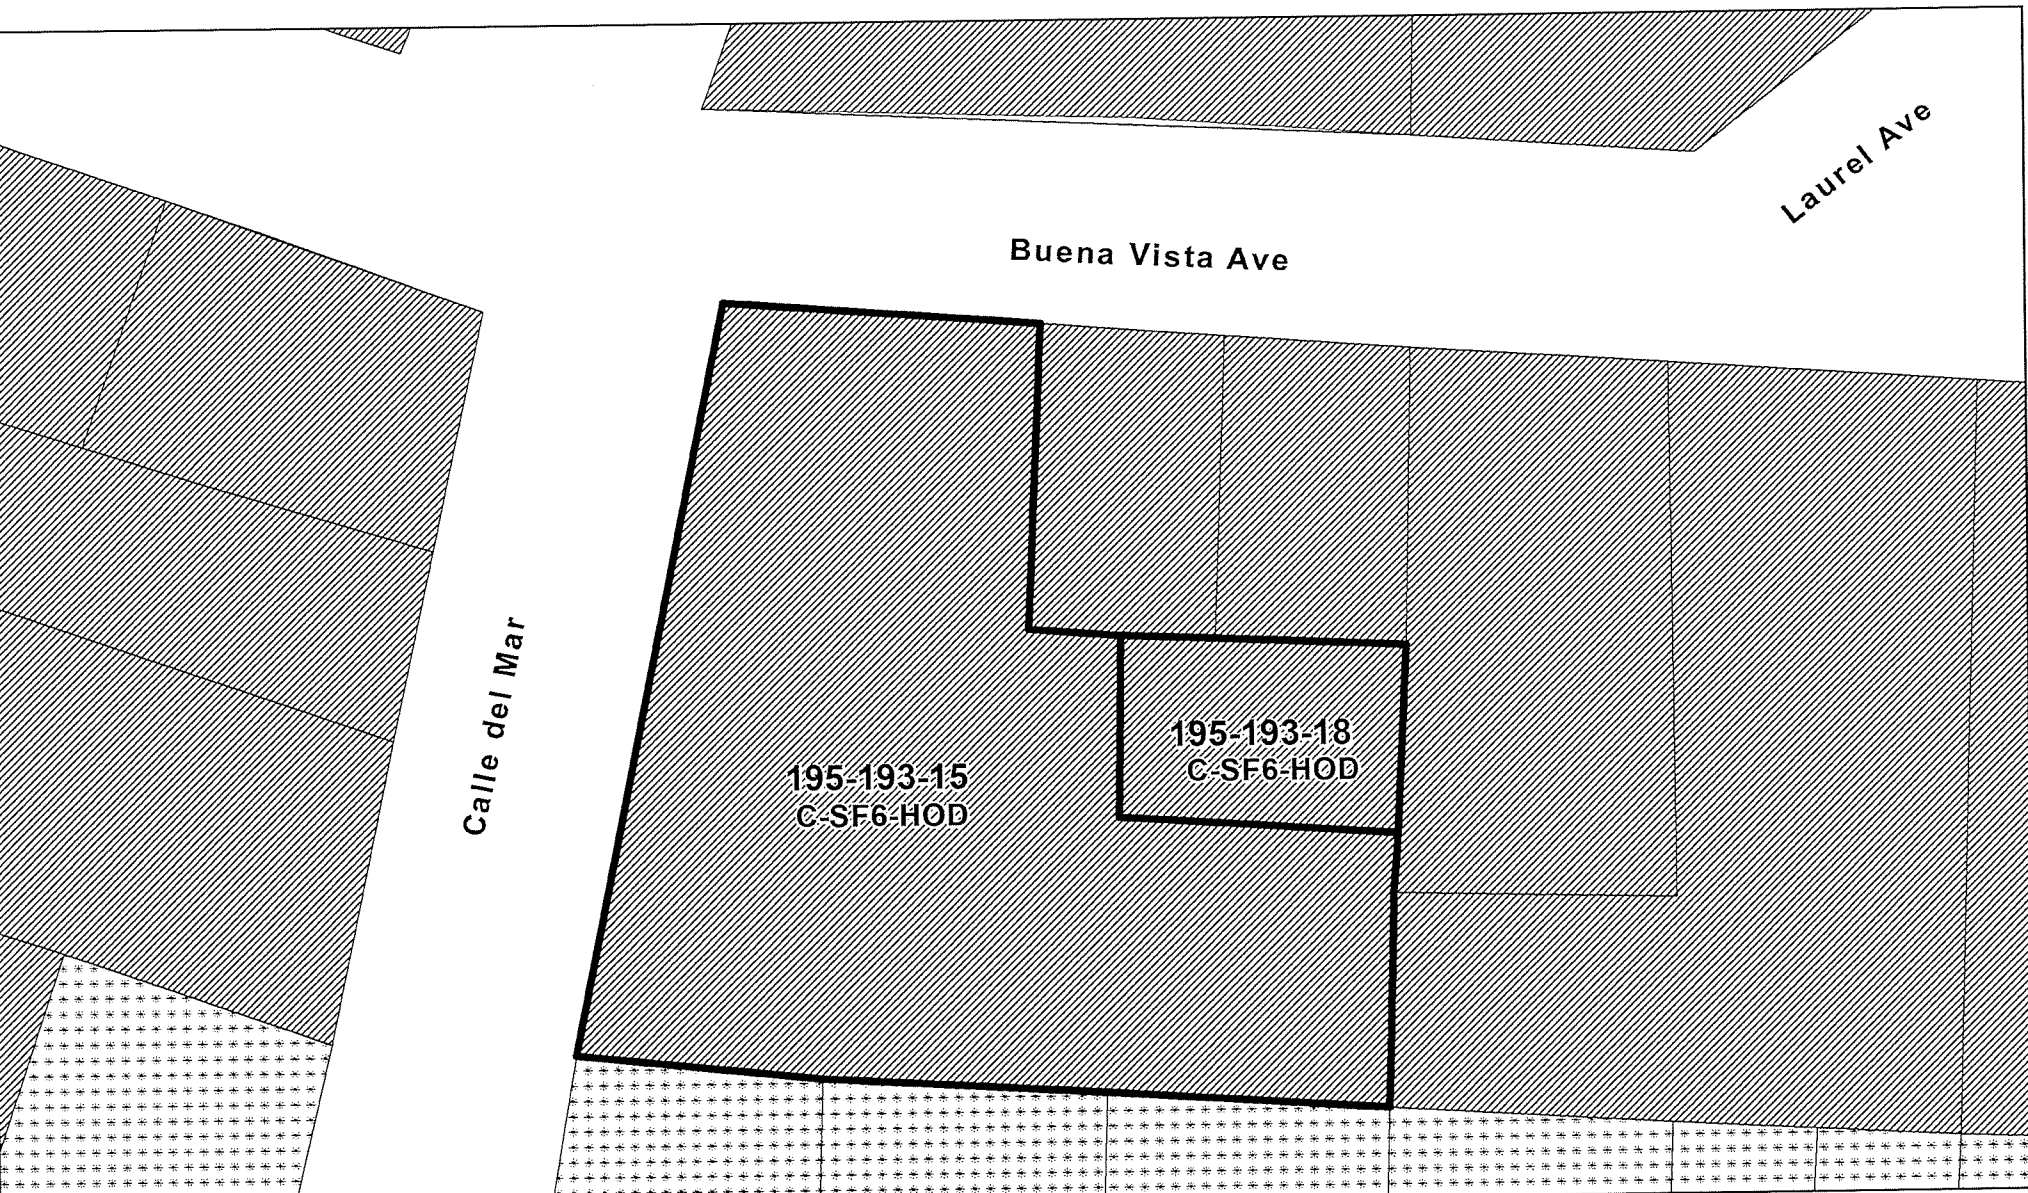 Laurel Ave
Buena Vista Ave
Calle del Mar
195-193-18
C-SF6-HOD
195-193-15
C-SF6-HOD